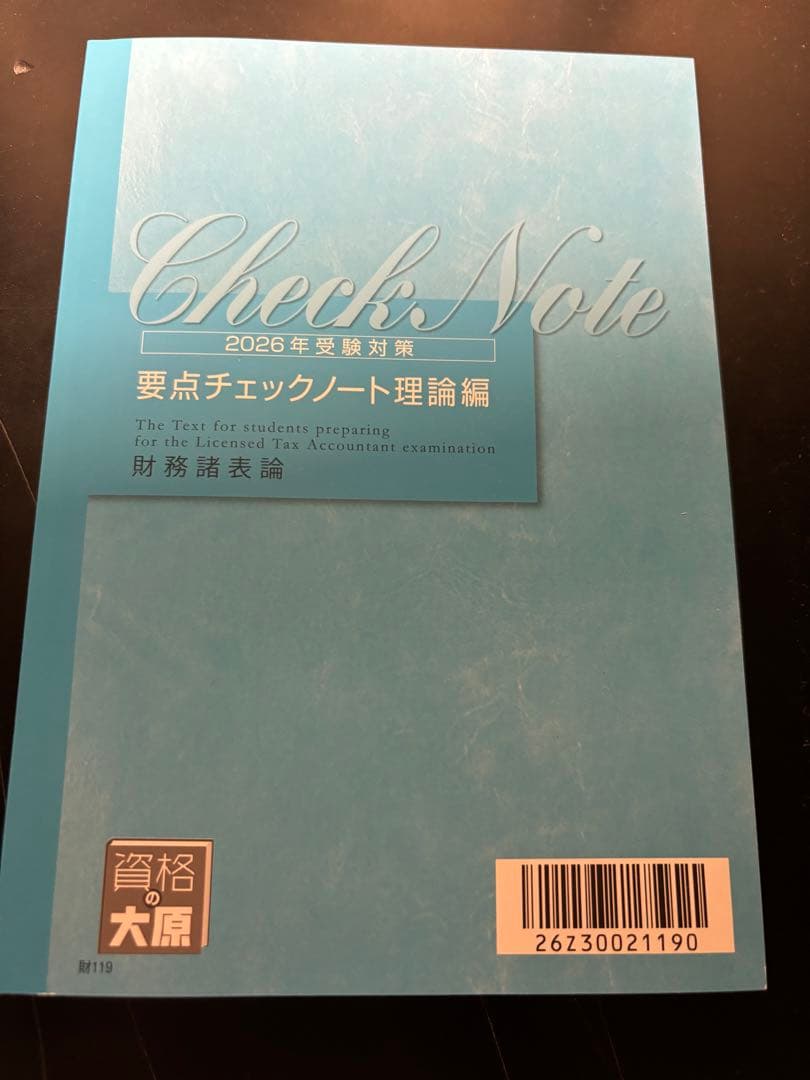 Check Note
2026年受験対策
要点チェックノート理論編
The Text for students preparing
for the Licensed Tax Accountant examination
財務諸表論
資格
の
大原
財119
26Z30021190